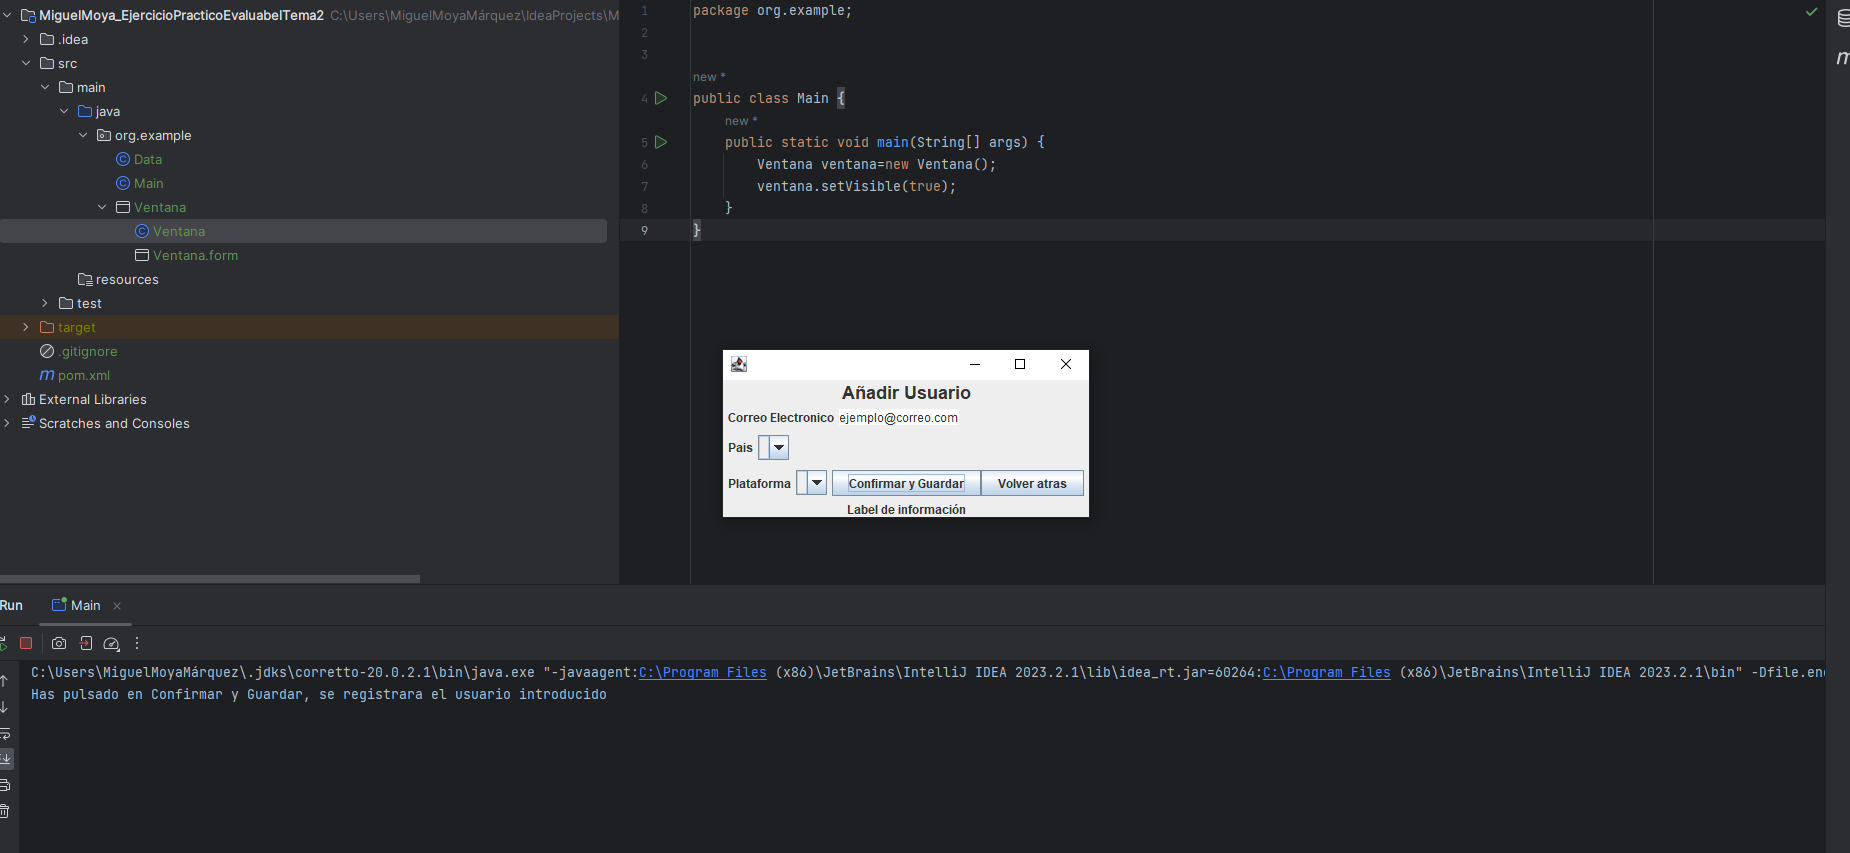 MiguelMoya_EjercicioPracticoEvaluabelTema2 C:\Users\MiguelMoyaMárquez\IdeaProjects\M
.idea
src
main
java
org.example
Data
Main
Ventana
Ventana
Ventana.form
resources
test
target
.gitignore
pom.xml
External Libraries
Scratches and Consoles
1 package org.example;
2
3
new *
4 public class Main {
new *
5 public static void main(String[] args) {
6 Ventana ventana=new Ventana();
7 ventana.setVisible(true);
8 }
9 }
Añadir Usuario
Correo Electronico ejemplo@correo.com
Pais
Plataforma Confirmar y Guardar Volver atras
Label de información
Run Main
C:\Users\MiguelMoyaMárquez\.jdks\corretto-20.0.2.1\bin\java.exe "-javaagent:C:\Program Files (x86)\JetBrains\IntelliJ IDEA 2023.2.1\lib\idea_rt.jar=60264:C:\Program Files (x86)\JetBrains\IntelliJ IDEA 2023.2.1\bin" -Dfile.enc
Has pulsado en Confirmar y Guardar, se registrara el usuario introducido